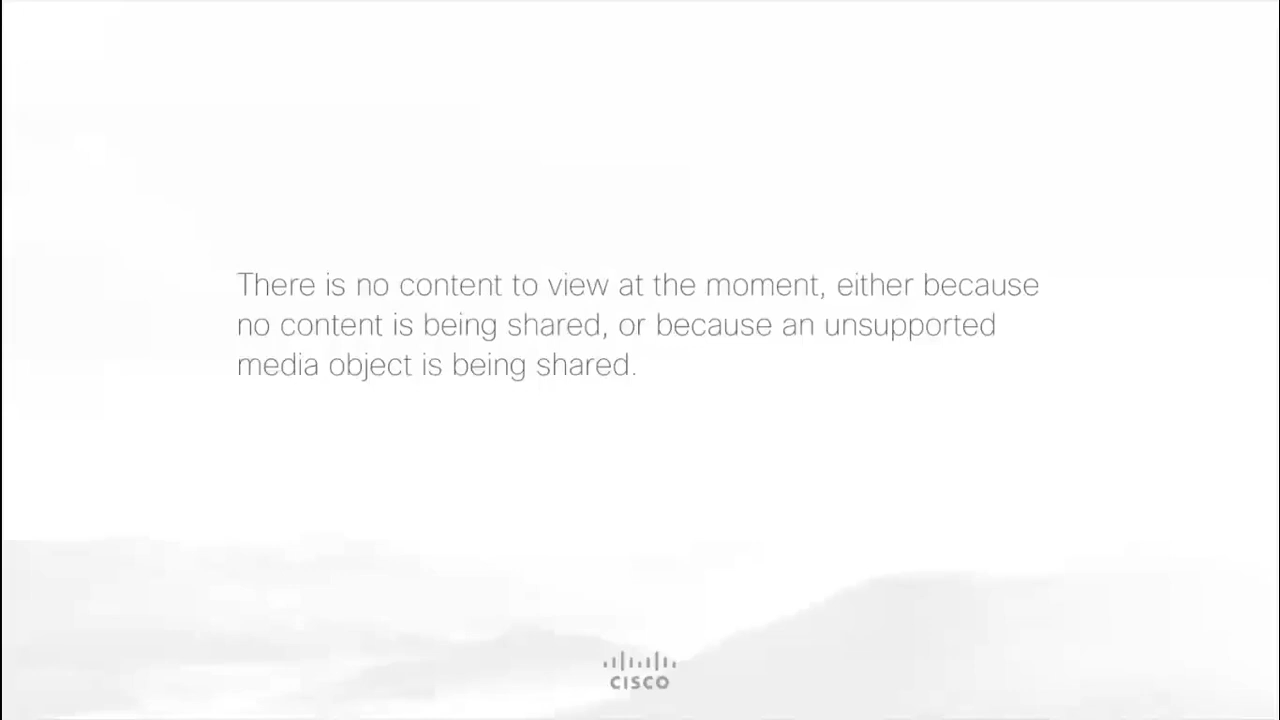 There is no content to view at the moment, either because
no content is being shared, or because an unsupported
media object is being shared.
CISCO